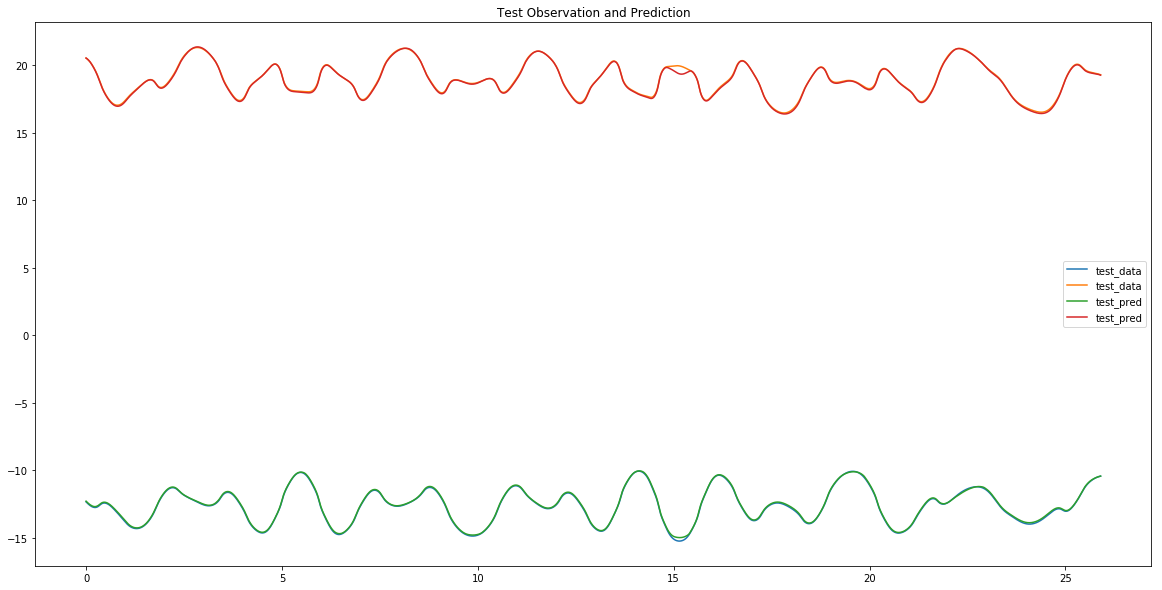 Test Observation and Prediction
20
15
10
5
0
−5
−10
−15
test_data
test_data
test_pred
test_pred
0 5 10 15 20 25